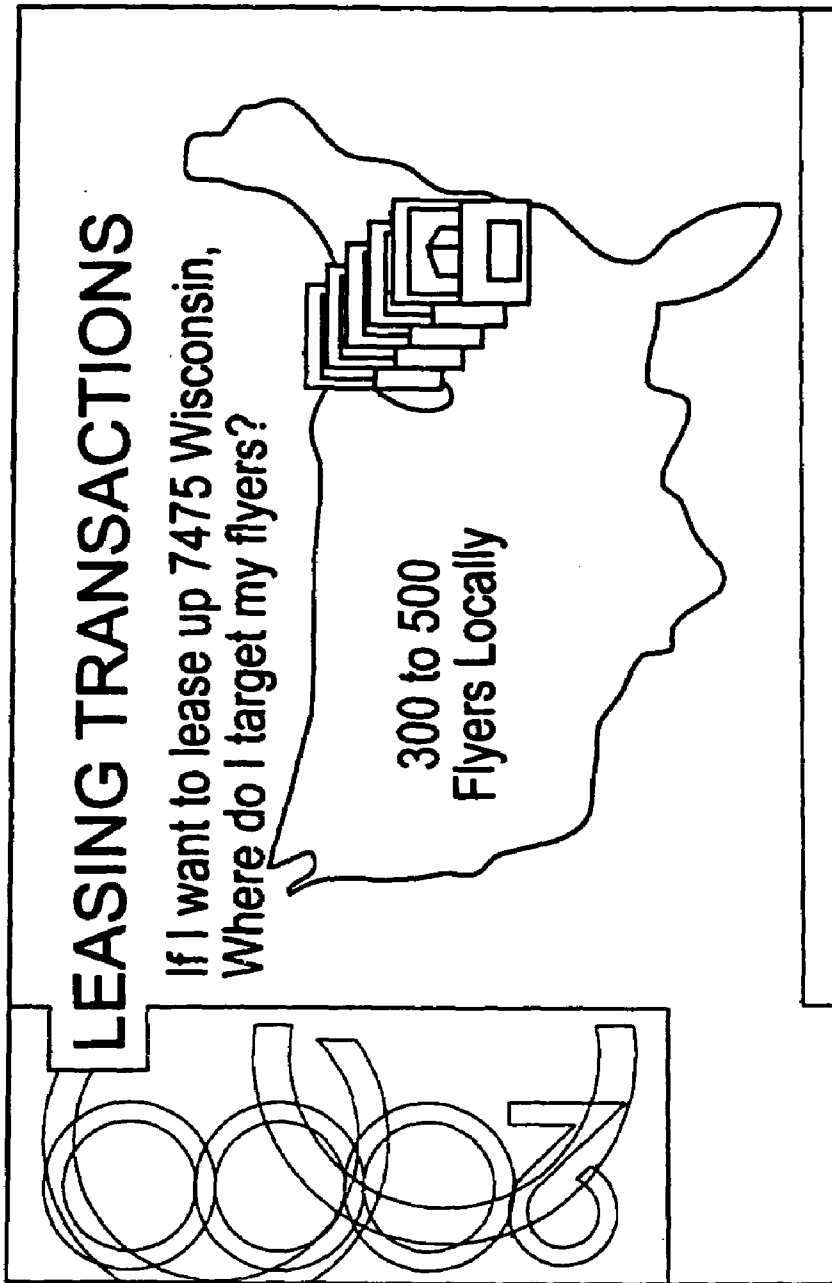 LEASING TRANSACTIONS
If I want to lease up 7475 Wisconsin,
Where do I target my flyers?
300 to 500
Flyers Locally